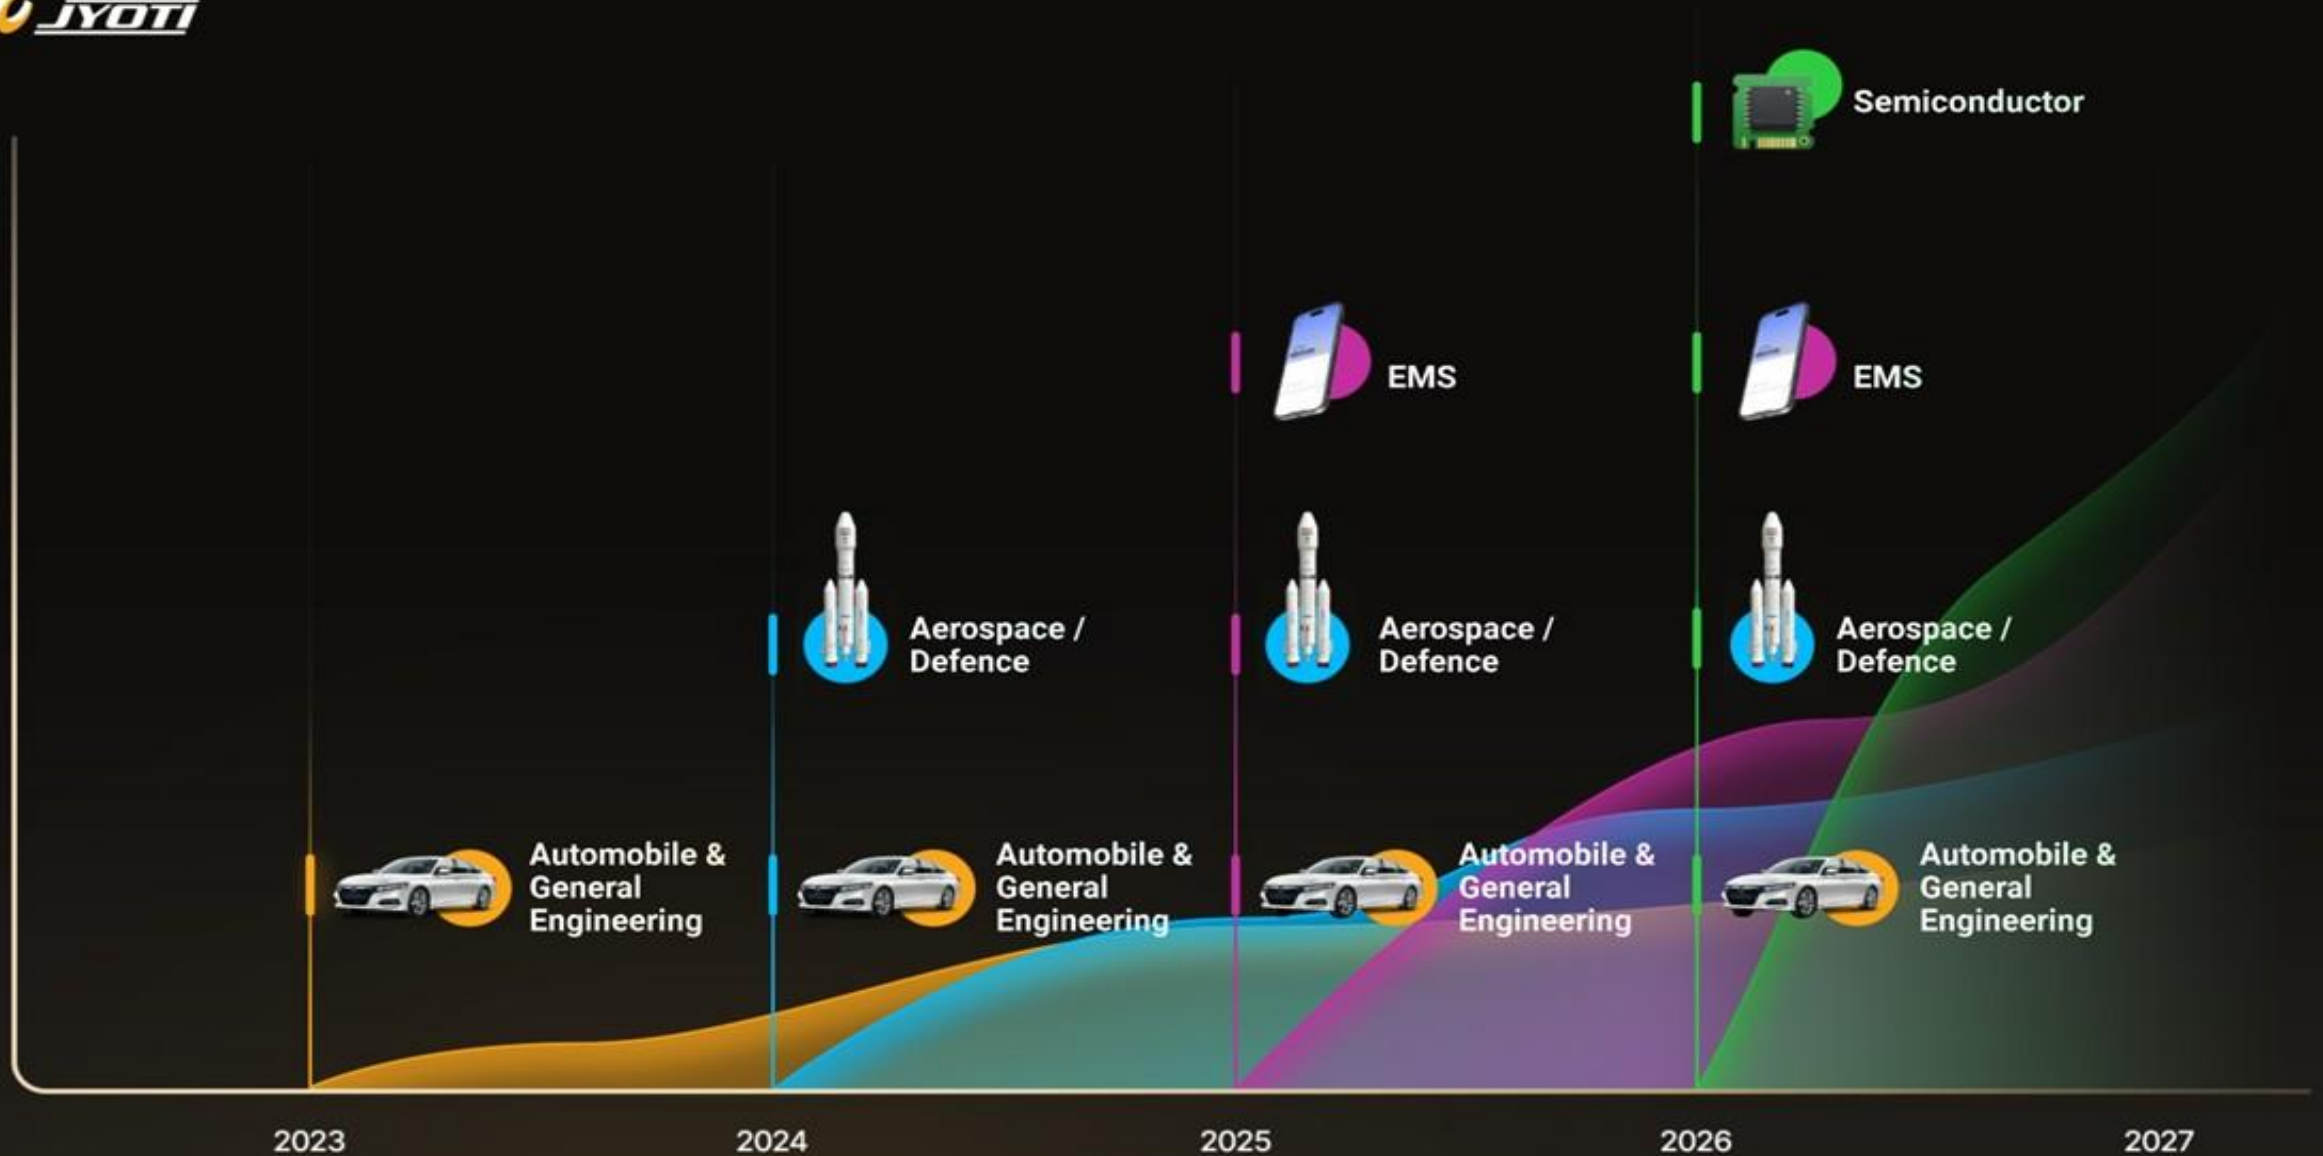 JYOTI
Semiconductor
EMS
EMS
Aerospace /
Defence
Aerospace /
Defence
Aerospace /
Defence
Automobile &
General
Engineering
Automobile &
General
Engineering
Automobile &
General
Engineering
Automobile &
General
Engineering
2023
2024
2025
2026
2027